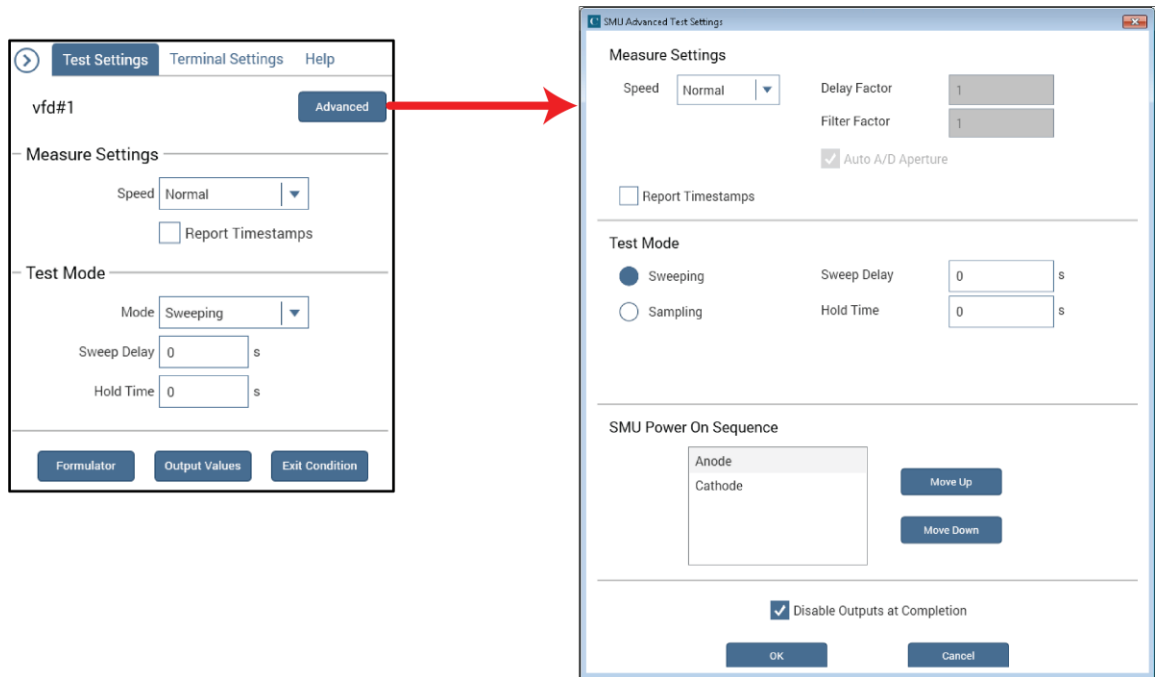 Test Settings Terminal Settings Help
vfd#1 Advanced
Measure Settings
Speed Normal
Report Timestamps
Test Mode
Mode Sweeping
Sweep Delay 0 s
Hold Time 0 s
Formulator Output Values Exit Condition
SMU Advanced Test Settings
Measure Settings
Speed Normal Delay Factor 1
Filter Factor 1
Auto A/D Aperture
Report Timestamps
Test Mode
Sweeping Sweep Delay 0 s
Sampling Hold Time 0 s
SMU Power On Sequence
Anode
Cathode
Move Up
Move Down
Disable Outputs at Completion
OK Cancel